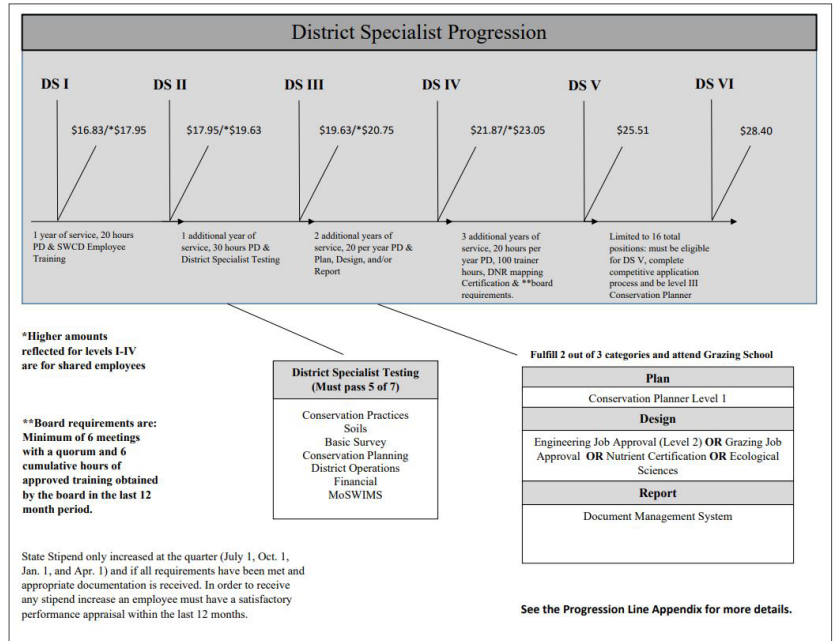 District Specialist Progression
DS I
DS II
DS III
DS IV
DS V
DS VI
$16.83/*$17.95
$17.95/*$19.63
$19.63/*$20.75
$21.87/*$23.05
$25.51
$28.40
1 year of service, 20 hours
PD & SWCD Employee
Training
1 additional year of
service, 30 hours PD &
District Specialist Testing
2 additional years of
service, 20 per year PD &
Plan, Design, and/or
Report
3 additional years of
service, 20 hours per
year PD, 100 trainer
hours, DNR mapping
Certification & **board
requirements.
Limited to 16 total
positions: must be eligible
for DS V, complete
competitive application
process and be level III
Conservation Planner
*Higher amounts
reflected for levels I-IV
are for shared employees
**Board requirements are:
Minimum of 6 meetings
with a quorum and 6
cumulative hours of
approved training obtained
by the board in the last 12
month period.
District Specialist Testing
(Must pass 5 of 7)
Conservation Practices
Soils
Basic Survey
Conservation Planning
District Operations
Financial
MoSWIMS
Fulfill 2 out of 3 categories and attend Grazing School
Plan
Conservation Planner Level 1
Design
Engineering Job Approval (Level 2) OR Grazing Job
Approval OR Nutrient Certification OR Ecological
Sciences
Report
Document Management System
State Stipend only increased at the quarter (July 1, Oct. 1,
Jan. 1, and Apr. 1) and if all requirements have been met and
appropriate documentation is received. In order to receive
any stipend increase an employee must have a satisfactory
performance appraisal within the last 12 months.
See the Progression Line Appendix for more details.